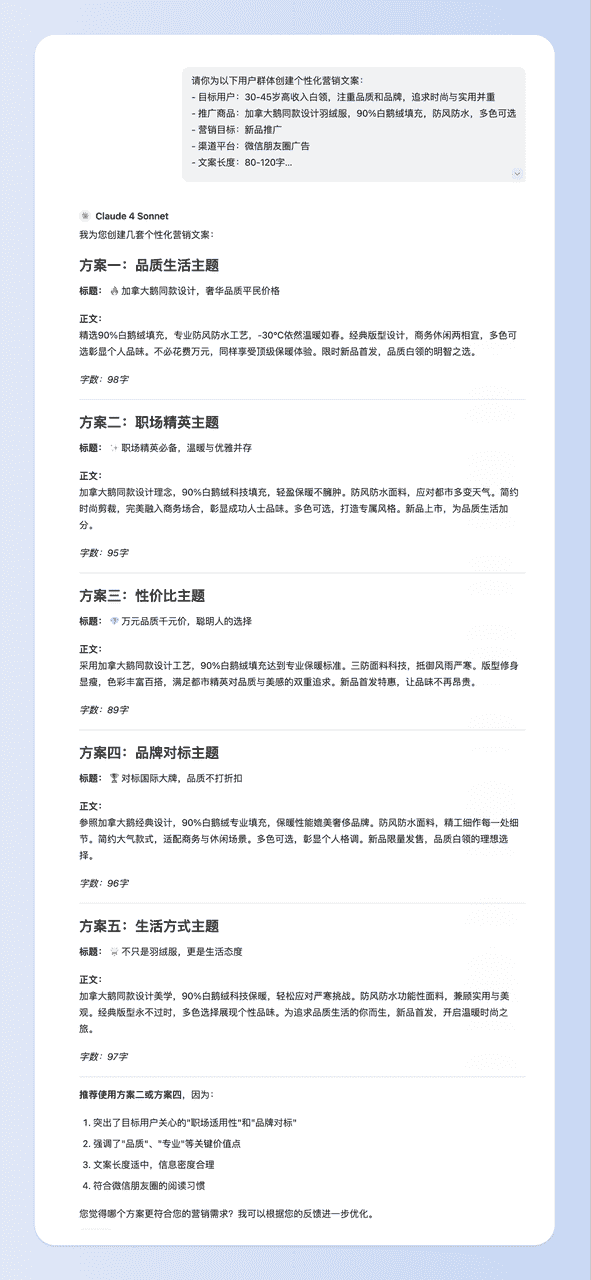 请你为以下用户群体创建个性化营销文案：
- 目标用户：30-45岁高收入白领，注重品质和品牌，追求时尚与实用并重
- 推广商品：加拿大鹅同款设计羽绒服，90%白鹅绒填充，防风防水，多色可选
- 营销目标：新品推广
- 渠道平台：微信朋友圈广告
- 文案长度：80-120字...
Claude 4 Sonnet
我为您创建几套个性化营销文案：
方案一：品质生活主题
标题：🔥加拿大鹅同款设计，奢华品质平民价格
正文：
精选90%白鹅绒填充，专业防风防水工艺，-30°C依然温暖如春。经典版型设计，商务休闲两相宜，多色可
选彰显个人品味。不必花费万元，同样享受顶级保暖体验。限时新品首发，品质白领的明智之选。
字数：98字
方案二：职场精英主题
标题：✨职场精英必备，温暖与优雅并存
正文：
加拿大鹅同款设计理念，90%白鹅绒科技填充，轻盈保暖不臃肿。防风防水面料，应对都市多变天气。简约
时尚剪裁，完美融入商务场合，彰显成功人士品味。多色可选，打造专属风格。新品上市，为品质生活加
分。
字数：95字
方案三：性价比主题
标题：💎万元品质千元价，聪明人的选择
正文：
采用加拿大鹅同款设计工艺，90%白鹅绒填充达到专业保暖标准。三防面料科技，抵御风雨严寒。版型修身
显瘦，色彩丰富百搭，满足都市精英对品质与美感的双重追求。新品首发特惠，让品味不再昂贵。
字数：89字
方案四：品牌对标主题
标题：🏆对标国际大牌，品质不打折扣
正文：
参照加拿大鹅经典设计，90%白鹅绒专业填充，保暖性能媲美奢侈品牌。防风防水面料，精工细作每一处细
节。简约大气款式，适配商务与休闲场景。多色可选，彰显个人格调。新品限量发售，品质白领的理想选
择。
字数：96字
方案五：生活方式主题
标题：不只是羽绒服，更是生活态度
正文：
加拿大鹅同款设计美学，90%白鹅绒科技保暖，轻松应对严寒挑战。防风防水功能性面料，兼顾实用与美
观。经典版型永不过时，多色选择展现个性品味。为追求品质生活的你而生，新品首发，开启温暖时尚之
旅。
字数：97字
推荐使用方案二或方案四，因为：
1. 突出了目标用户关心的"职场适用性"和"品牌对标"
2. 强调了"品质"、"专业"等关键价值点
3. 文案长度适中，信息密度合理
4. 符合微信朋友圈的阅读习惯
您觉得哪个方案更符合您的营销需求？我可以根据您的反馈进一步优化。